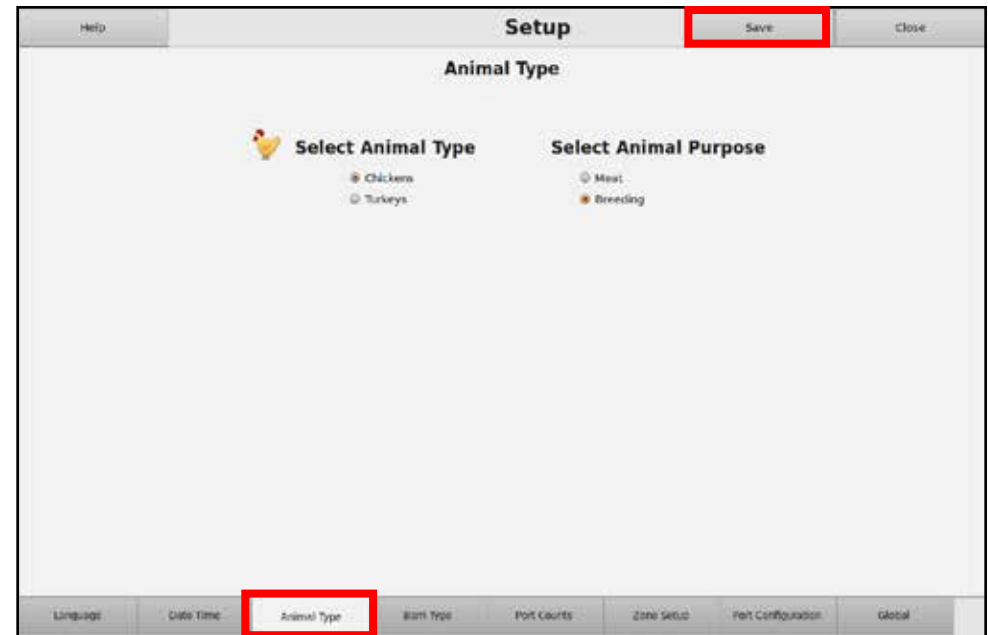 Help Setup Save Close
Animal Type
Select Animal Type Select Animal Purpose
Chickens Meat
Turkeys Breeding
Language Date Time Animal Type Barn Type Port Counts Zone Setup Port Configuration Global